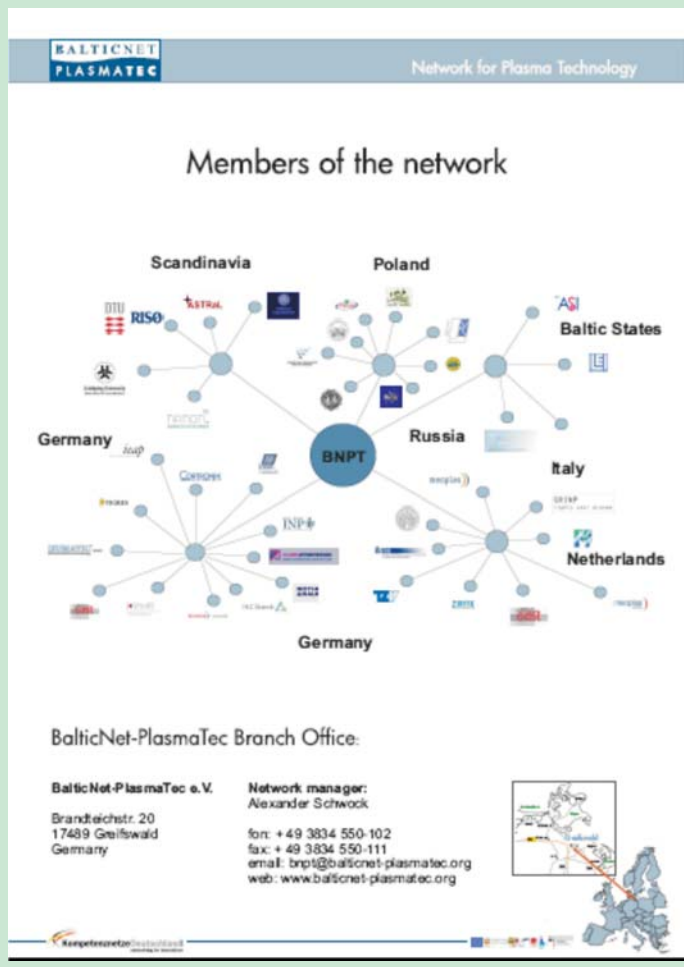 BALTICNET
PLASMATEC
Network for Plasma Technology
Members of the network
Scandinavia
Poland
DTU
RISØ
ASTRaL
ASI
Baltic States
Germany
icap
BNPT
Russia
Italy
neoplas
INP
Netherlands
Germany
BalticNet-PlasmaTec Branch Office:
BalticNet-PlasmaTec e.V.
Brandteichstr. 20
17489 Greifswald
Germany
Network manager:
Alexander Schwock
fon: + 49 3834 550-102
fax: + 49 3834 550-111
email: bnpt@balticnet-plasmatec.org
web: www.balticnet-plasmatec.org
KompetenznetzeDeutschland